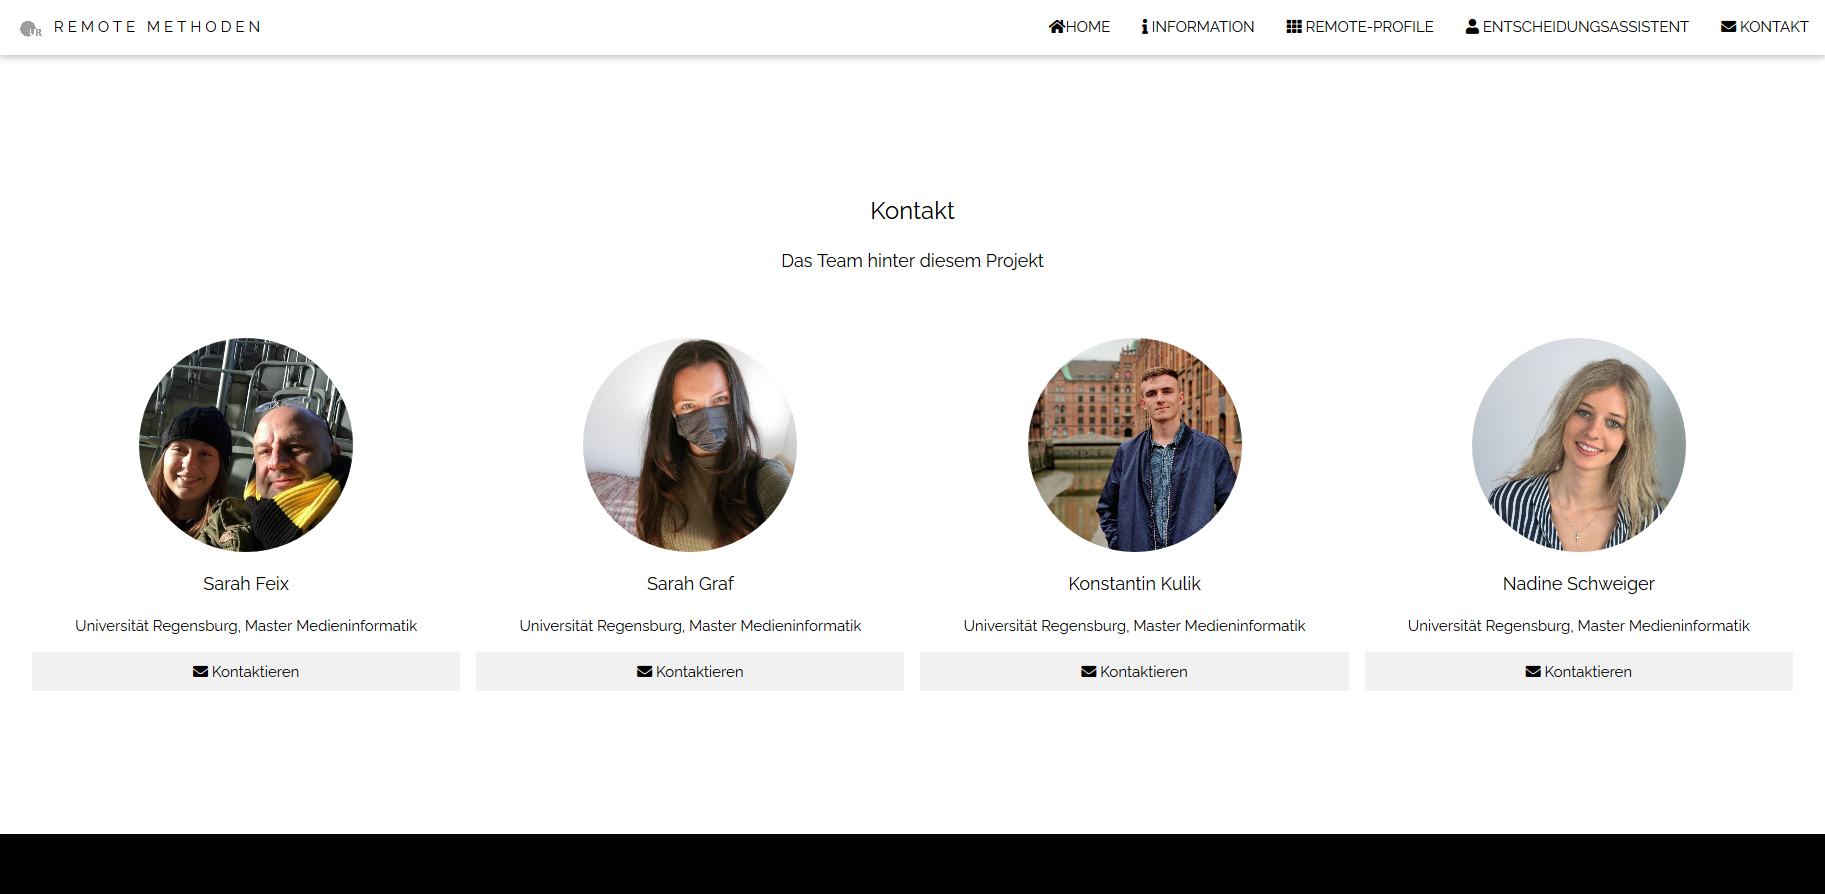 REMOTE METHODEN
HOME INFORMATION REMOTE-PROFILE ENTSCHEIDUNGSASSISTENT KONTAKT
Kontakt
Das Team hinter diesem Projekt
Sarah Feix
Universität Regensburg, Master Medieninformatik
Kontaktieren
Sarah Graf
Universität Regensburg, Master Medieninformatik
Kontaktieren
Konstantin Kulik
Universität Regensburg, Master Medieninformatik
Kontaktieren
Nadine Schweiger
Universität Regensburg, Master Medieninformatik
Kontaktieren